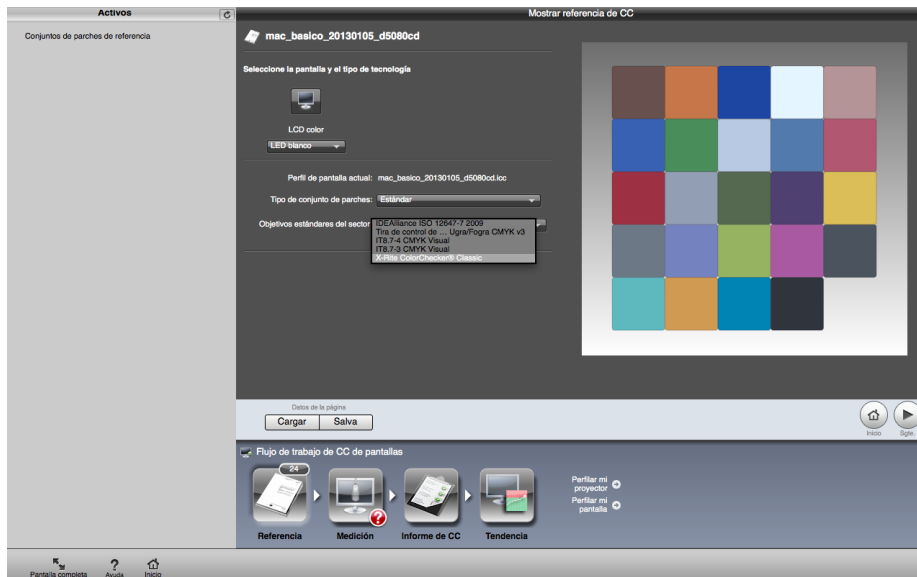 Activos
Mostrar referencia de CC
Conjuntos de parches de referencia
mac_basico_20130105_d5080cd
Seleccione la pantalla y el tipo de tecnología
LCD color
LED blanco
Perfil de pantalla actual: mac_basico_20130105_d5080cd.icc
Tipo de conjunto de parches: Estándar
Objetivos estándares del sector
IDEAlliance ISO 12647-7 2009
Tira de control de ... Ugra/Fogra CMYK v3
IT8.7-4 CMYK Visual
IT8.7-3 CMYK Visual
X-Rite ColorChecker® Classic
Datos de la página
Cargar Salva
Inicio Sgte.
Flujo de trabajo de CC de pantallas
24
Perfilar mi
proyector
Perfilar mi
pantalla
Referencia Medición Informe de CC Tendencia
Pantalla completa Ayuda Inicio